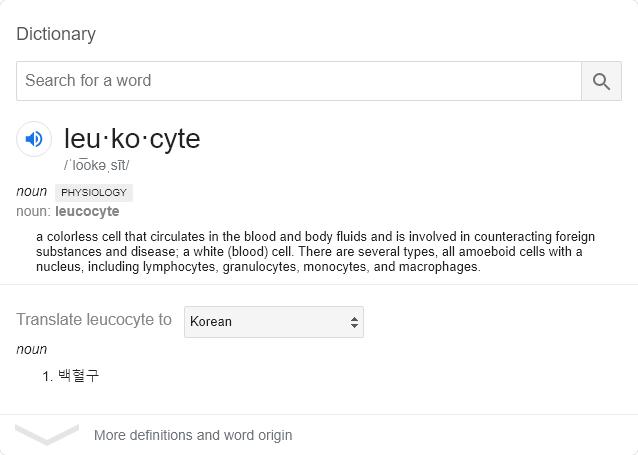 Dictionary
Search for a word
leu·ko·cyte
/ˈlo͞okəˌsīt/
noun PHYSIOLOGY
noun: leucocyte
a colorless cell that circulates in the blood and body fluids and is involved in counteracting foreign
substances and disease; a white (blood) cell. There are several types, all amoeboid cells with a
nucleus, including lymphocytes, granulocytes, monocytes, and macrophages.
Translate leucocyte to Korean
noun
1. 백혈구
More definitions and word origin